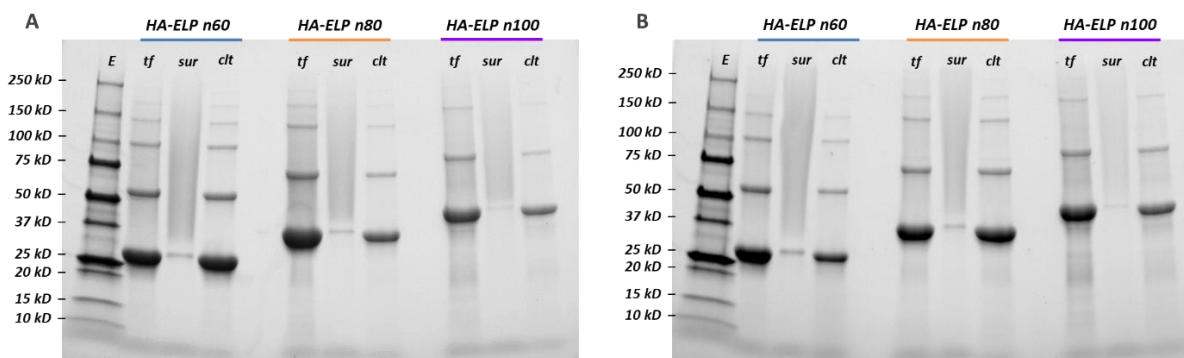 A
HA-ELP n60 HA-ELP n80 HA-ELP n100
E tf sur clt tf sur clt tf sur clt
250 kD
150 kD
100 kD
75 kD
50 kD
37 kD
25 kD
20 kD
15 kD
10 kD
B
HA-ELP n60 HA-ELP n80 HA-ELP n100
E tf sur clt tf sur clt tf sur clt
250 kD
150 kD
100 kD
75 kD
50 kD
37 kD
25 kD
20 kD
15 kD
10 kD